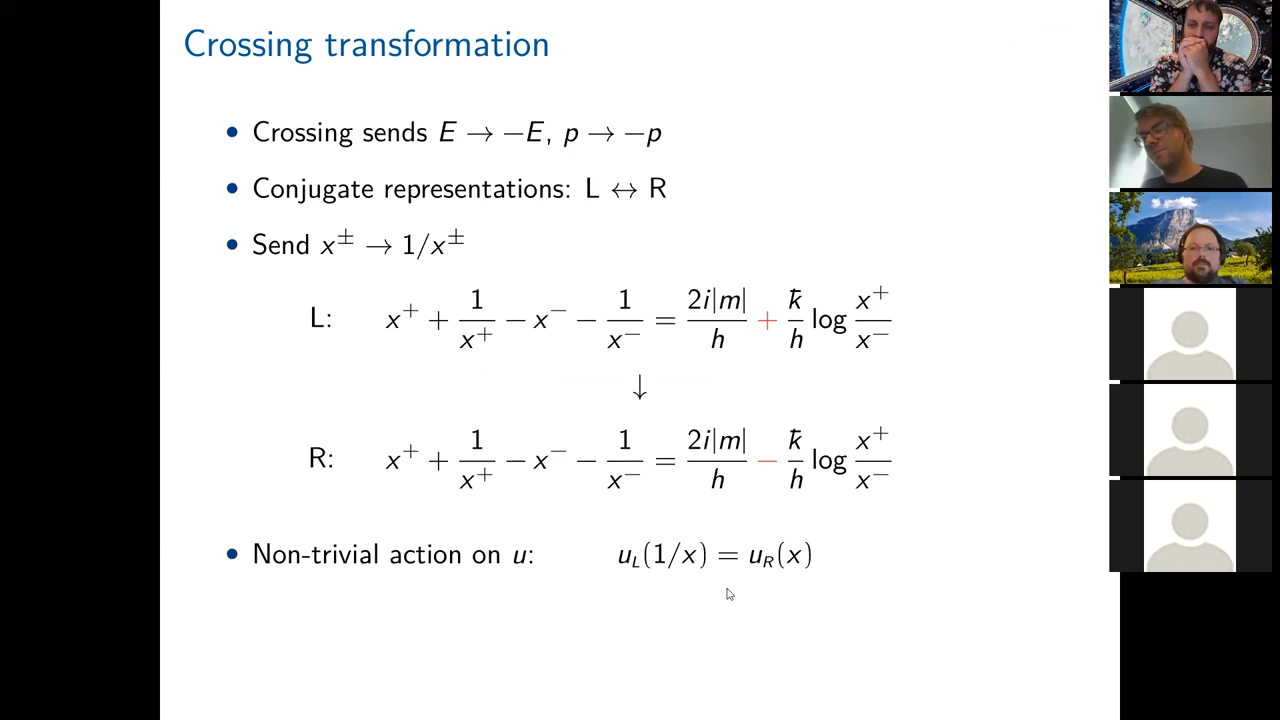 Crossing transformation
• Crossing sends E → −E, p → −p
• Conjugate representations: L ↔ R
• Send x^± → 1/x^±
L: x^+ + 1/x^+ − x^− − 1/x^− = 2i|m|/h + ꝁ/h log x^+/x^−
↓
R: x^+ + 1/x^+ − x^− − 1/x^− = 2i|m|/h − ꝁ/h log x^+/x^−
• Non-trivial action on u: u_L(1/x) = u_R(x)